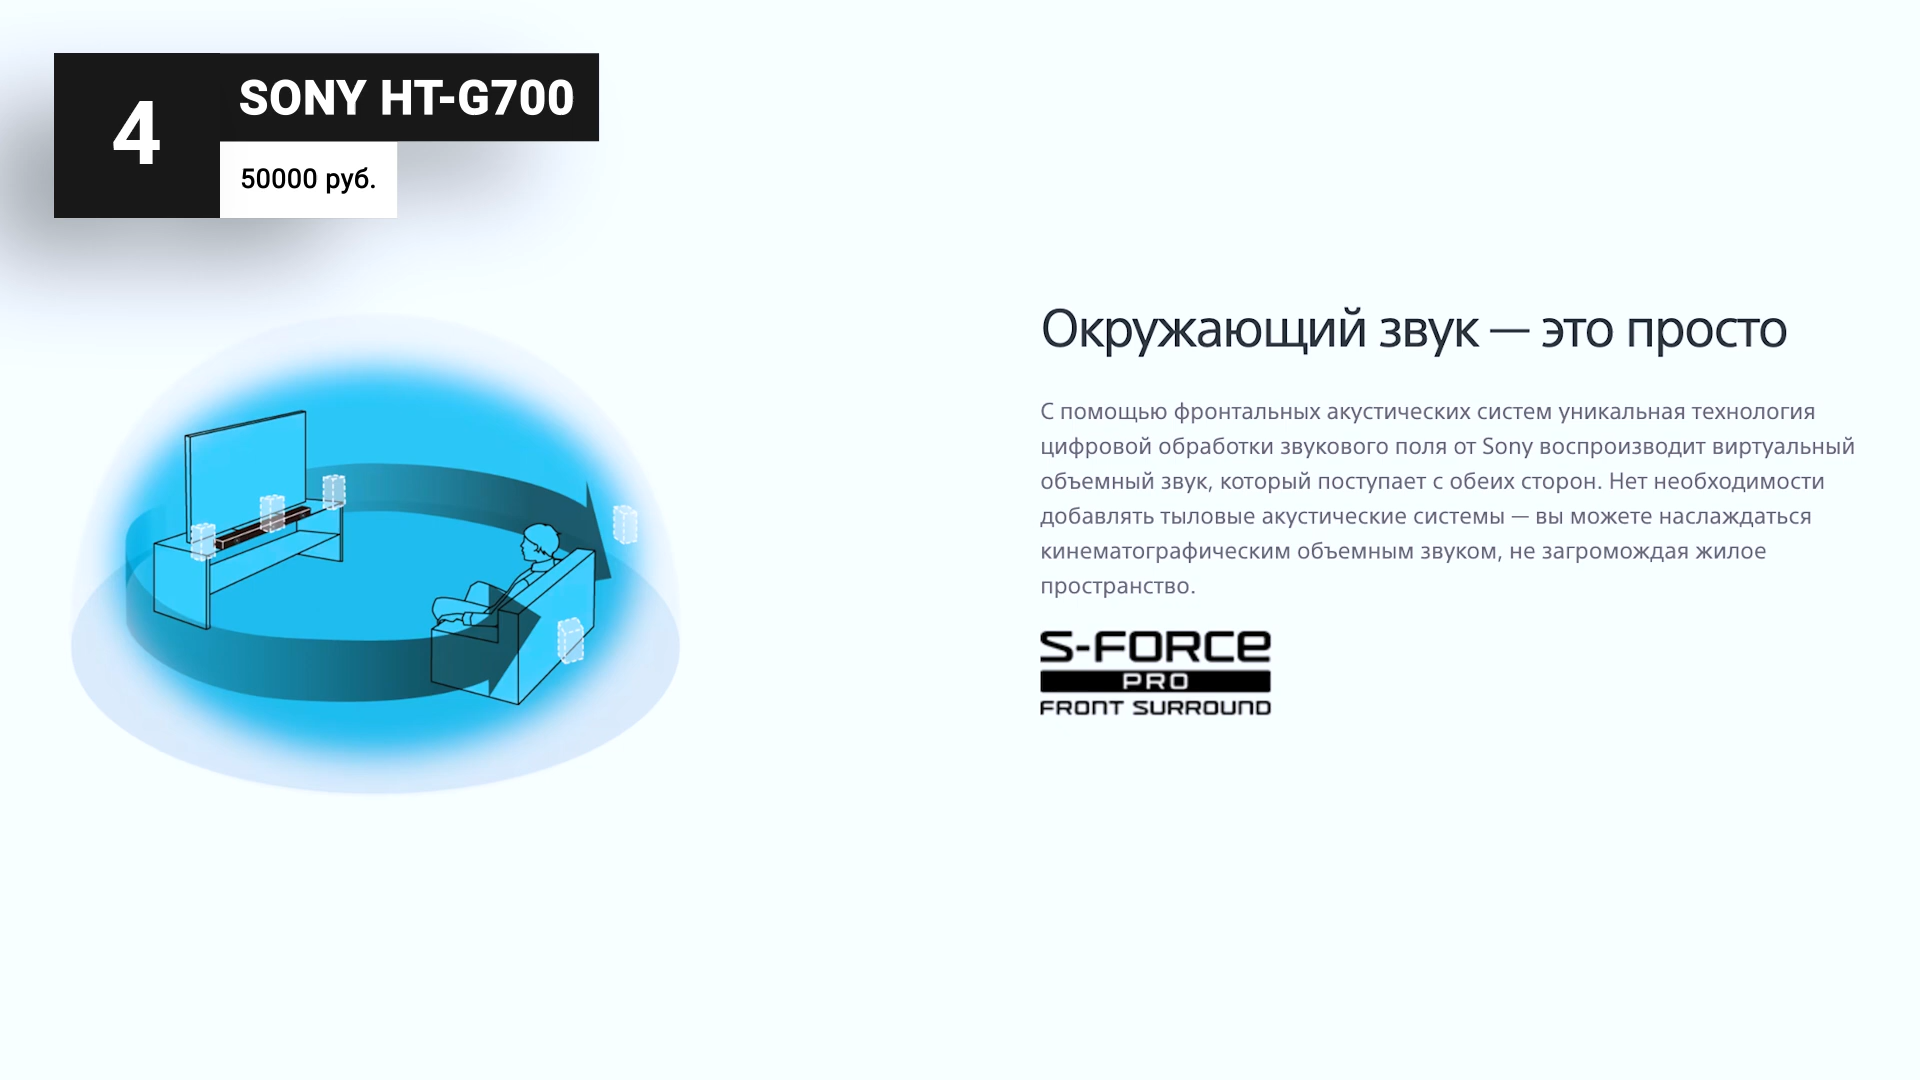 4
SONY HT-G700
50000 руб.
Окружающий звук — это просто
С помощью фронтальных акустических систем уникальная технология
цифровой обработки звукового поля от Sony воспроизводит виртуальный
объемный звук, который поступает с обеих сторон. Нет необходимости
добавлять тыловые акустические системы — вы можете наслаждаться
кинематографическим объемным звуком, не загромождая жилое
пространство.
S-FORCE
PRO
FRONT SURROUND